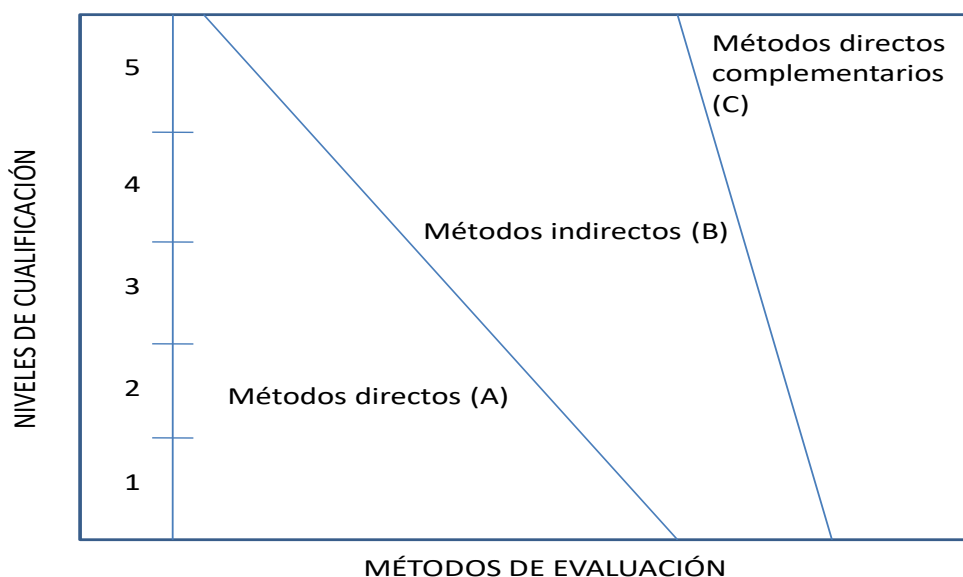 Métodos directos
complementarios
(C)
5
4
Métodos indirectos (B)
3
2
Métodos directos (A)
1
NIVELES DE CUALIFICACIÓN
MÉTODOS DE EVALUACIÓN